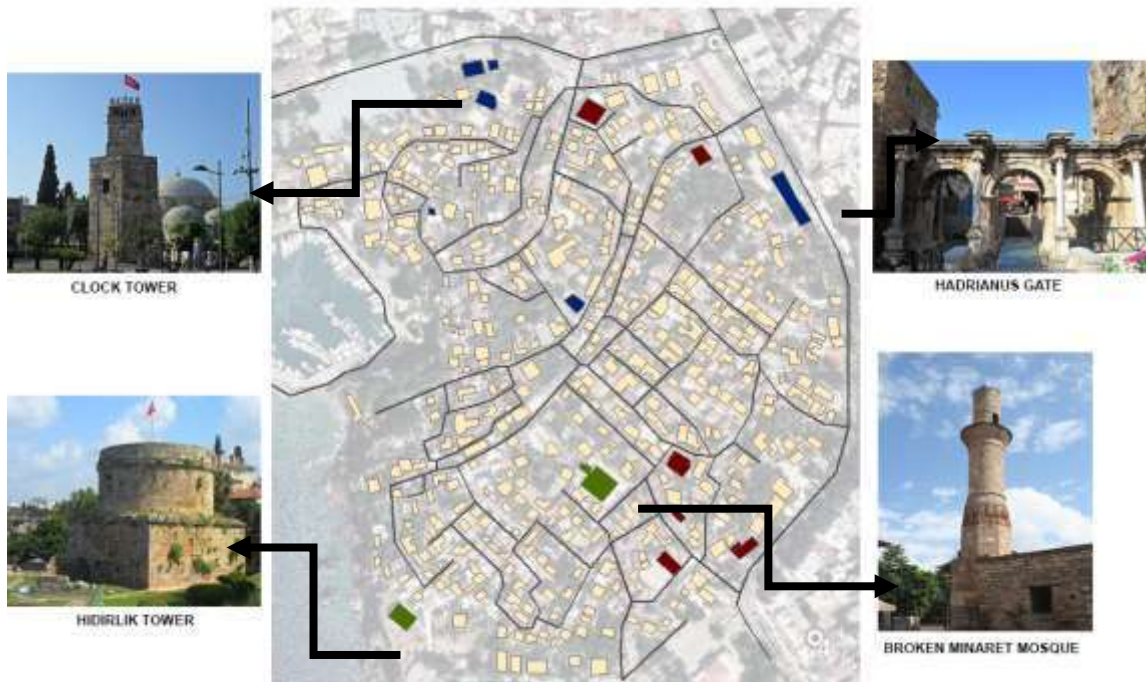 CLOCK TOWER
HADRIANUS GATE
HIDIRLIK TOWER
BROKEN MINARET MOSQUE